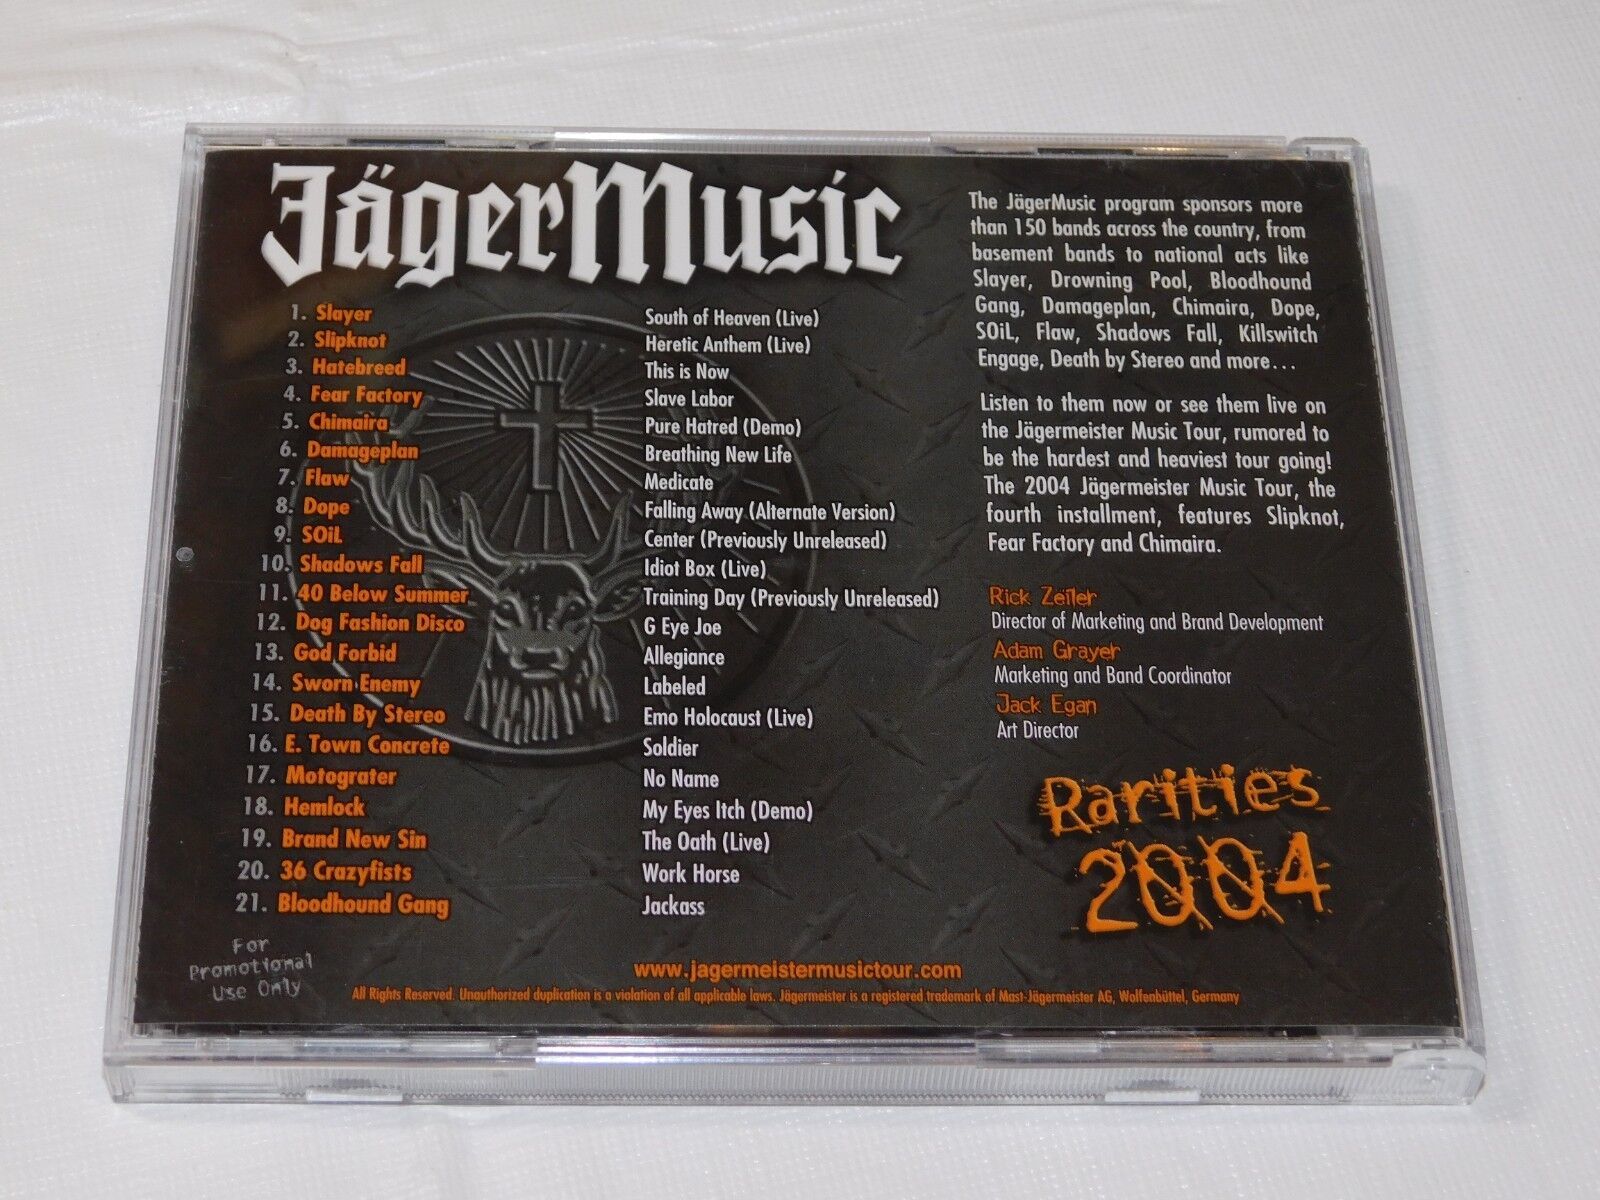 JägerMusic
1. Slayer South of Heaven (Live)
2. Slipknot Heretic Anthem (Live)
3. Hatebreed This is Now
4. Fear Factory Slave Labor
5. Chimaira Pure Hatred (Demo)
6. Damageplan Breathing New Life
7. Flaw Medicate
8. Dope Falling Away (Alternate Version)
9. SOiL Center (Previously Unreleased)
10. Shadows Fall Idiot Box (Live)
11. 40 Below Summer Training Day (Previously Unreleased)
12. Dog Fashion Disco G Eye Joe
13. God Forbid Allegiance
14. Sworn Enemy Labeled
15. Death By Stereo Emo Holocaust (Live)
16. E. Town Concrete Soldier
17. Motograter No Name
18. Hemlock My Eyes Itch (Demo)
19. Brand New Sin The Oath (Live)
20. 36 Crazyfists Work Horse
21. Bloodhound Gang Jackass
The JägerMusic program sponsors more
than 150 bands across the country, from
basement bands to national acts like
Slayer, Drowning Pool, Bloodhound
Gang, Damageplan, Chimaira, Dope,
SOiL, Flaw, Shadows Fall, Killswitch
Engage, Death by Stereo and more...
Listen to them now or see them live on
the Jägermeister Music Tour, rumored to
be the hardest and heaviest tour going!
The 2004 Jägermeister Music Tour, the
fourth installment, features Slipknot,
Fear Factory and Chimaira.
Rick Zeiler
Director of Marketing and Brand Development
Adam Grayer
Marketing and Band Coordinator
Jack Egan
Art Director
Rarities
2004
For
Promotional
Use Only
www.jagermeistermusictour.com
All Rights Reserved. Unauthorized duplication is a violation of all applicable laws. Jägermeister is a registered trademark of Mast-Jägermeister AG, Wolfenbüttel, Germany